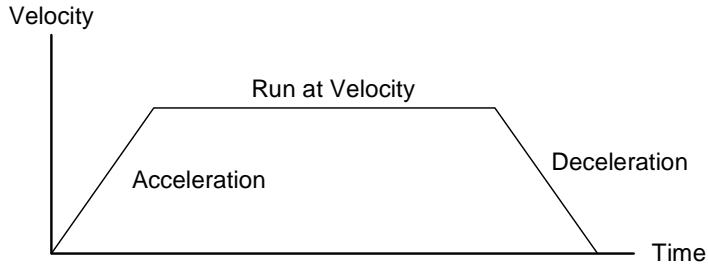 Velocity
Run at Velocity
Deceleration
Acceleration
Time